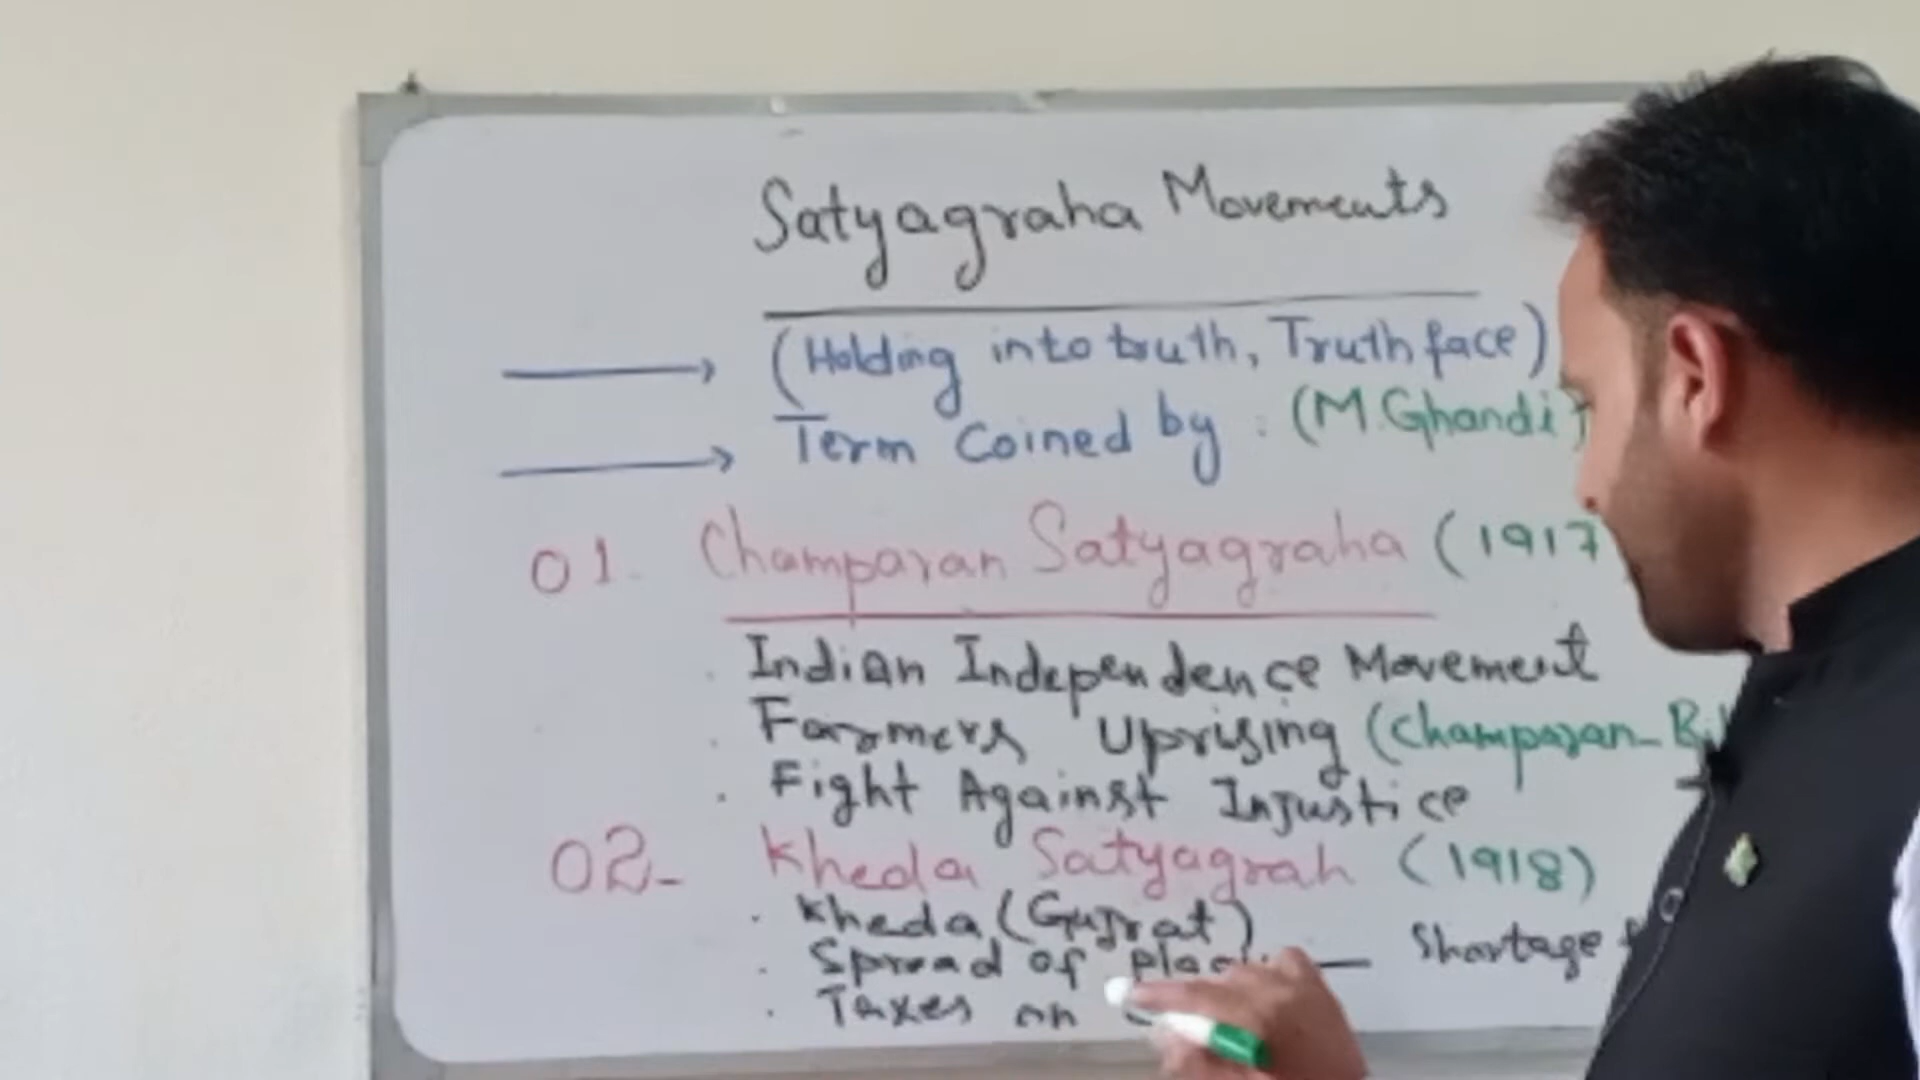 Satyagraha Movements
(Holding into truth, Truth face)
Term Coined by : (M. Ghandi)
01. Champaran Satyagraha (1917
. Indian Independence Movement
. Farmers Uprising (Champaran-
. Fight Against Injustice
02- Kheda Satyagrah (1918)
. Kheda (Gujrat)
. Spread of — Shortage
. Taxes on